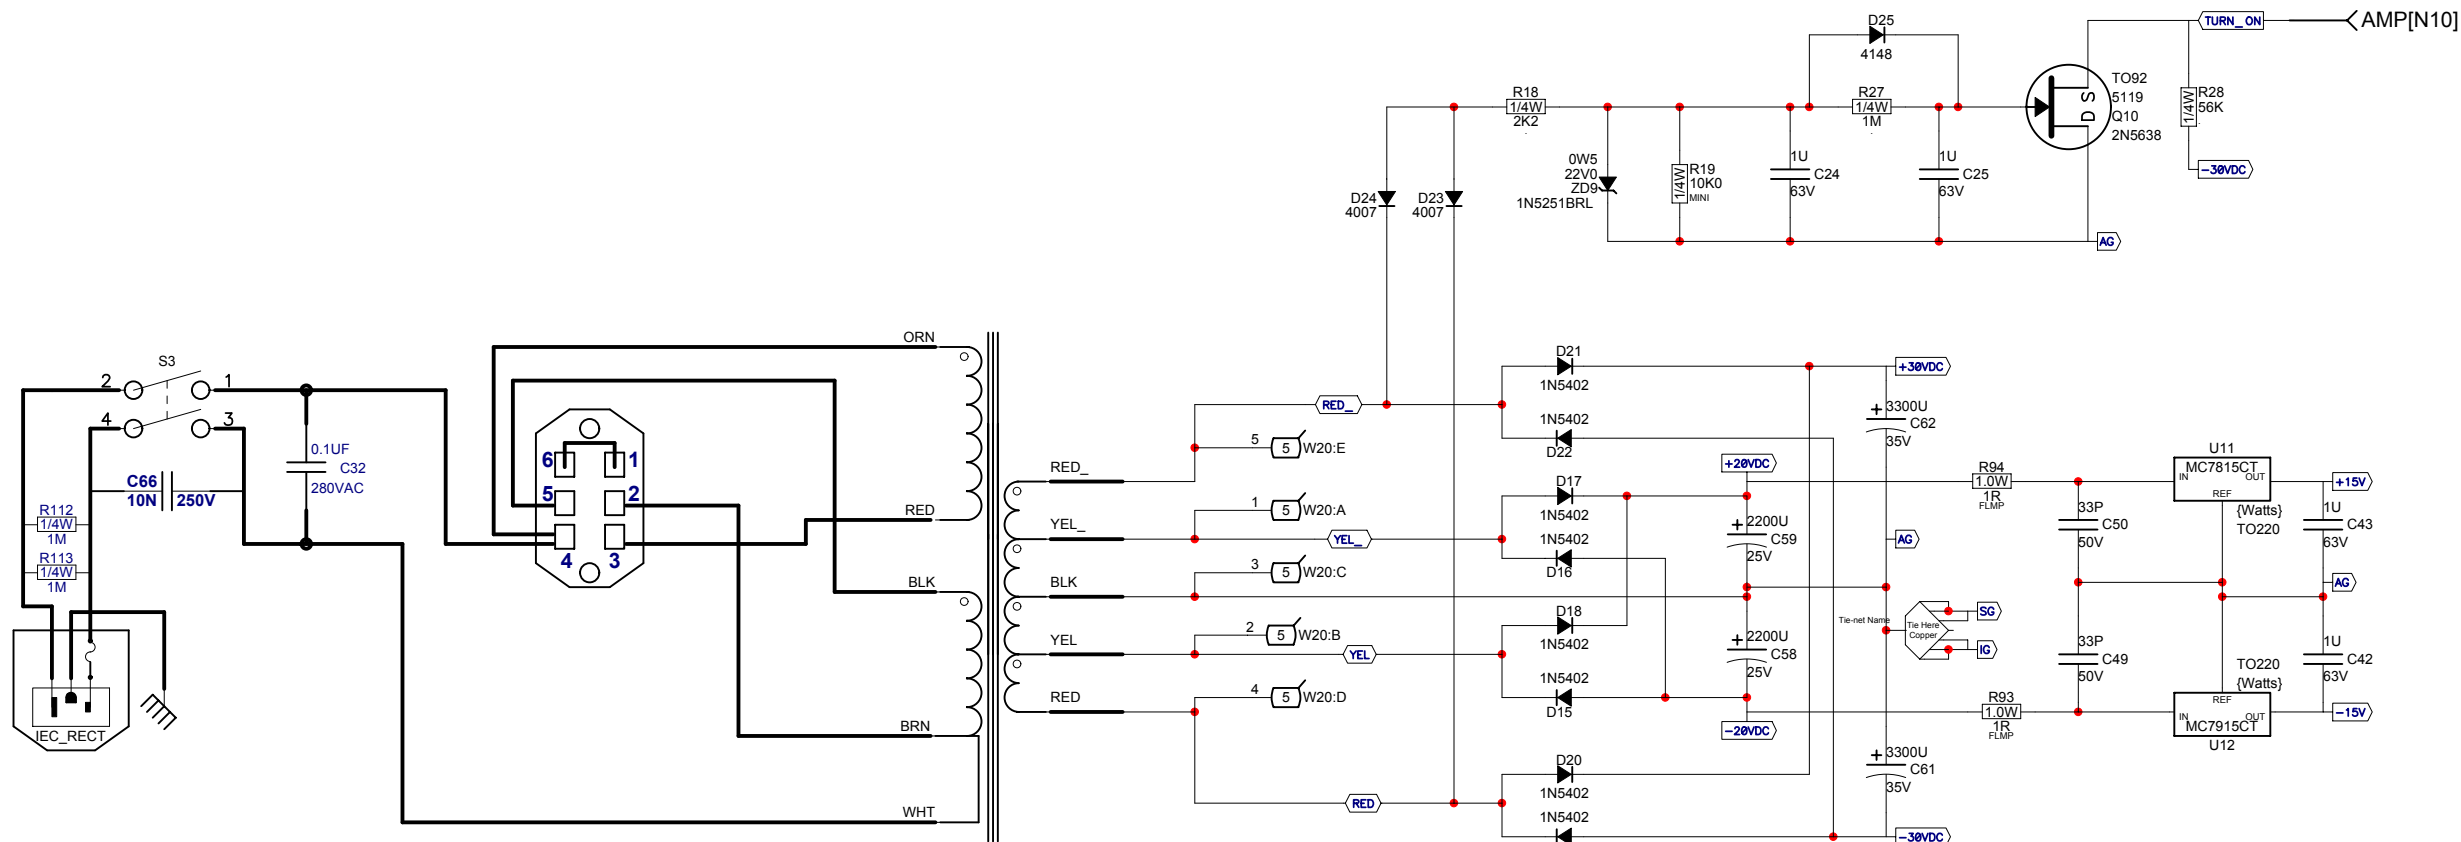 D25
4148
TURN_ON
AMP[N10]
R18
1/4W
2K2
R27
1/4W
1M
TO92
5119
Q10
2N5638
D S
R28
1/4W
56K
-30VDC
0W5
22V0
ZD9
1N5251BRL
R19
1/4W
10K0
MINI
1U
C24
63V
1U
C25
63V
D24
4007
D23
4007
AG
S3
2
1
4
3
0.1UF
C32
280VAC
C66
10N
250V
R112
1/4W
1M
R113
1/4W
1M
IEC_RECT
6
1
5
2
4
3
ORN
RED
BLK
BRN
WHT
RED_
YEL_
BLK
YEL
RED
5
5
W20:E
1
5
W20:A
3
5
W20:C
2
5
W20:B
4
5
W20:D
RED_
YEL_
YEL
RED
D21
1N5402
1N5402
D22
D17
1N5402
1N5402
D16
D18
1N5402
1N5402
D15
D20
1N5402
1N5402
+20VDC
+
2200U
C59
25V
+
2200U
C58
25V
-20VDC
+30VDC
+
3300U
C62
35V
AG
Tie-net Name
Tie Here
Copper
SG
IG
+
3300U
C61
35V
-30VDC
R94
1.0W
1R
FLMP
R93
1.0W
1R
FLMP
33P
C50
50V
33P
C49
50V
U11
MC7815CT
IN
OUT
REF
{Watts}
TO220
+15V
1U
C43
63V
AG
1U
C42
63V
TO220
{Watts}
REF
IN
OUT
MC7915CT
U12
-15V